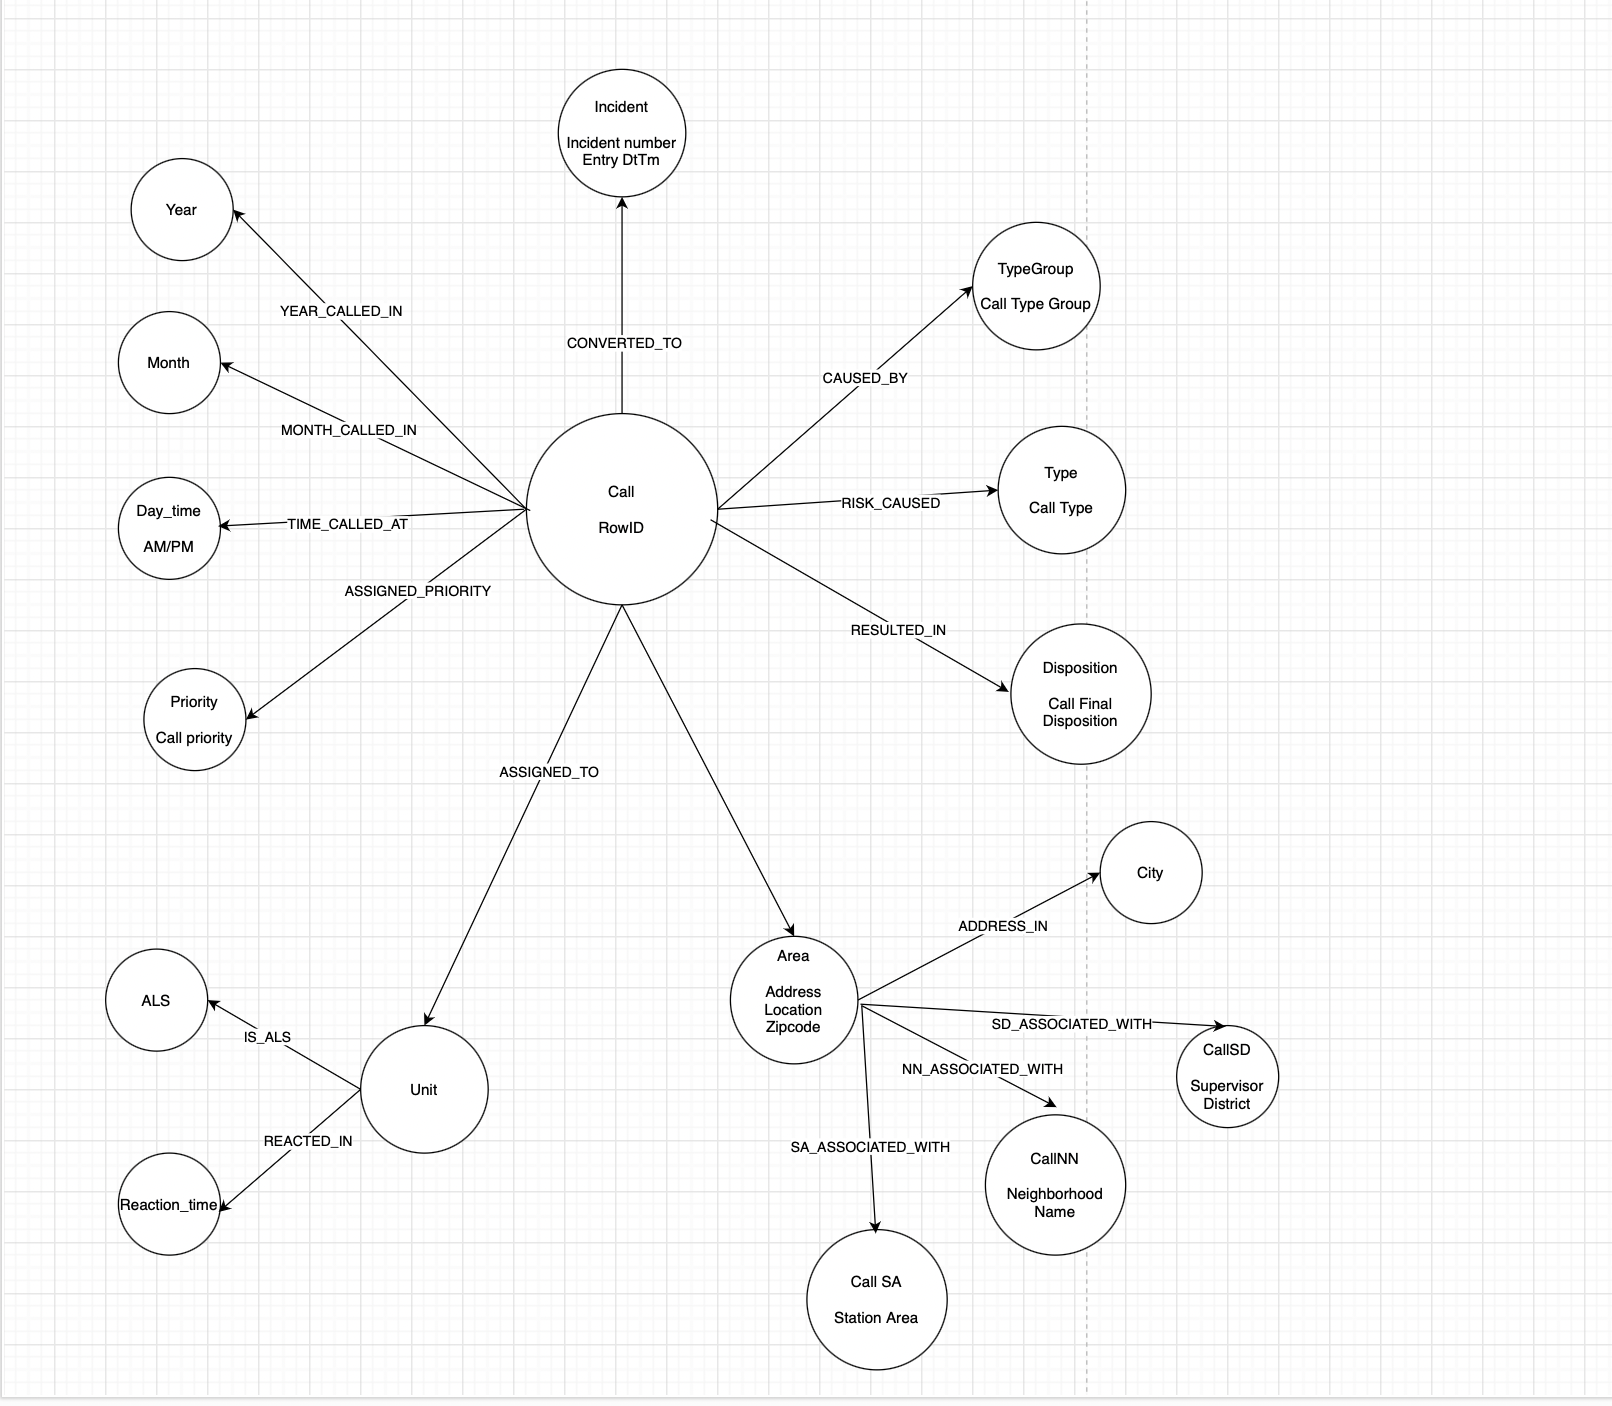 Incident
Incident number
Entry DtTm
Year
TypeGroup
Call Type Group
YEAR_CALLED_IN
CONVERTED_TO
Month
CAUSED_BY
MONTH_CALLED_IN
Type
Call Type
Call
RowID
RISK_CAUSED
Day_time
AM/PM
TIME_CALLED_AT
ASSIGNED_PRIORITY
RESULTED_IN
Disposition
Call Final
Disposition
Priority
Call priority
ASSIGNED_TO
City
ADDRESS_IN
Area
Address
Location
Zipcode
ALS
IS_ALS
SD_ASSOCIATED_WITH
CallSD
Supervisor
District
NN_ASSOCIATED_WITH
Unit
REACTED_IN
SA_ASSOCIATED_WITH
CallNN
Neighborhood
Name
Reaction_time
Call SA
Station Area